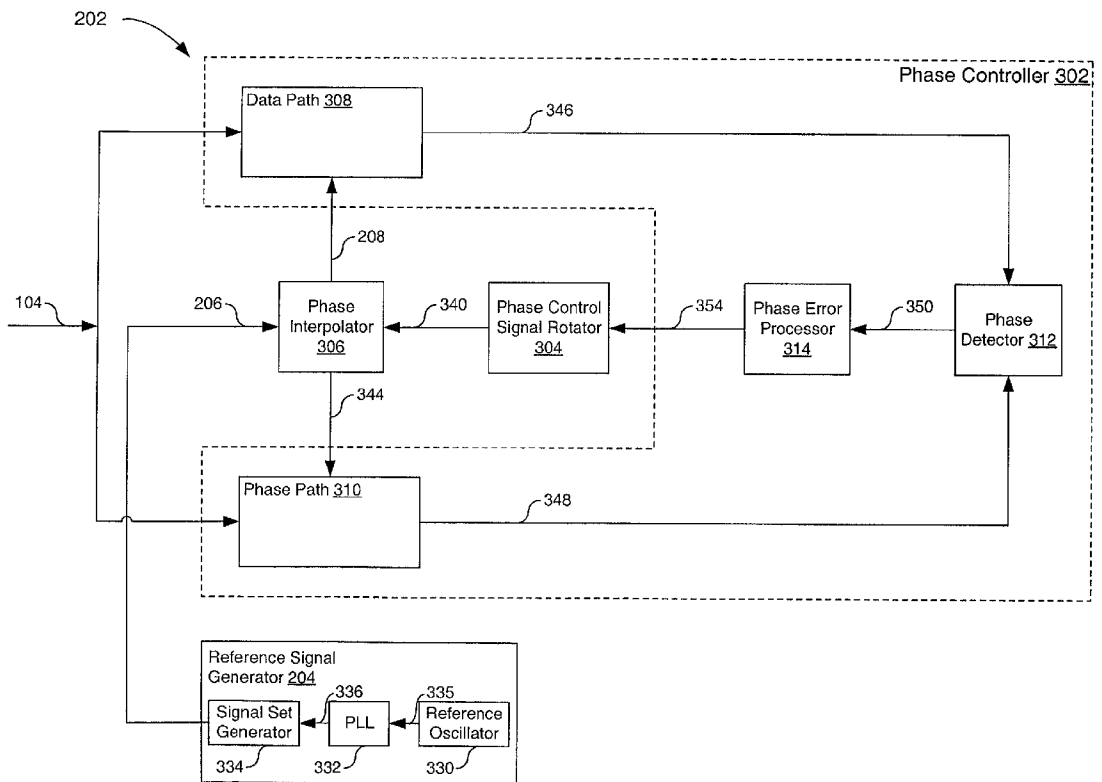 202
Phase Controller 302
Data Path 308
346
208
104
206
Phase
Interpolator
306
340
Phase Control
Signal Rotator
304
354
Phase Error
Processor
314
350
Phase
Detector 312
344
Phase Path 310
348
Reference Signal
Generator 204
336
335
Signal Set
Generator
PLL
Reference
Oscillator
334
332
330